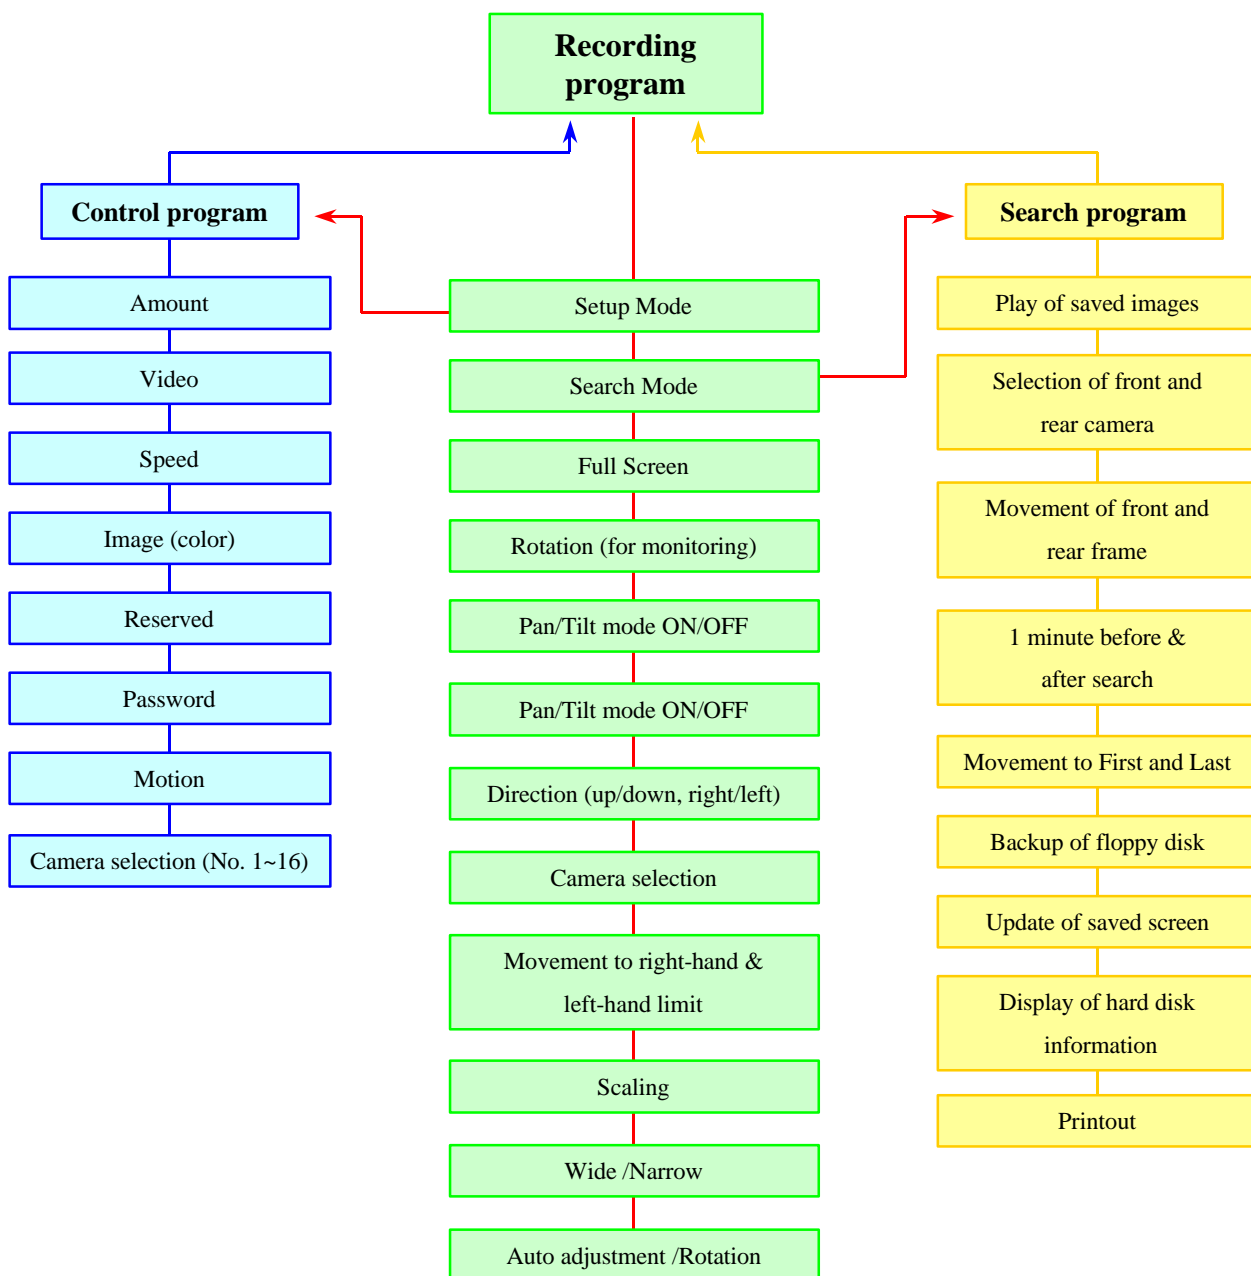 Recording
program
Control program
Amount
Video
Speed
Image (color)
Reserved
Password
Motion
Camera selection (No. 1~16)
Setup Mode
Search Mode
Full Screen
Rotation (for monitoring)
Pan/Tilt mode ON/OFF
Pan/Tilt mode ON/OFF
Direction (up/down, right/left)
Camera selection
Movement to right-hand &
left-hand limit
Scaling
Wide /Narrow
Auto adjustment /Rotation
Search program
Play of saved images
Selection of front and
rear camera
Movement of front and
rear frame
1 minute before &
after search
Movement to First and Last
Backup of floppy disk
Update of saved screen
Display of hard disk
information
Printout